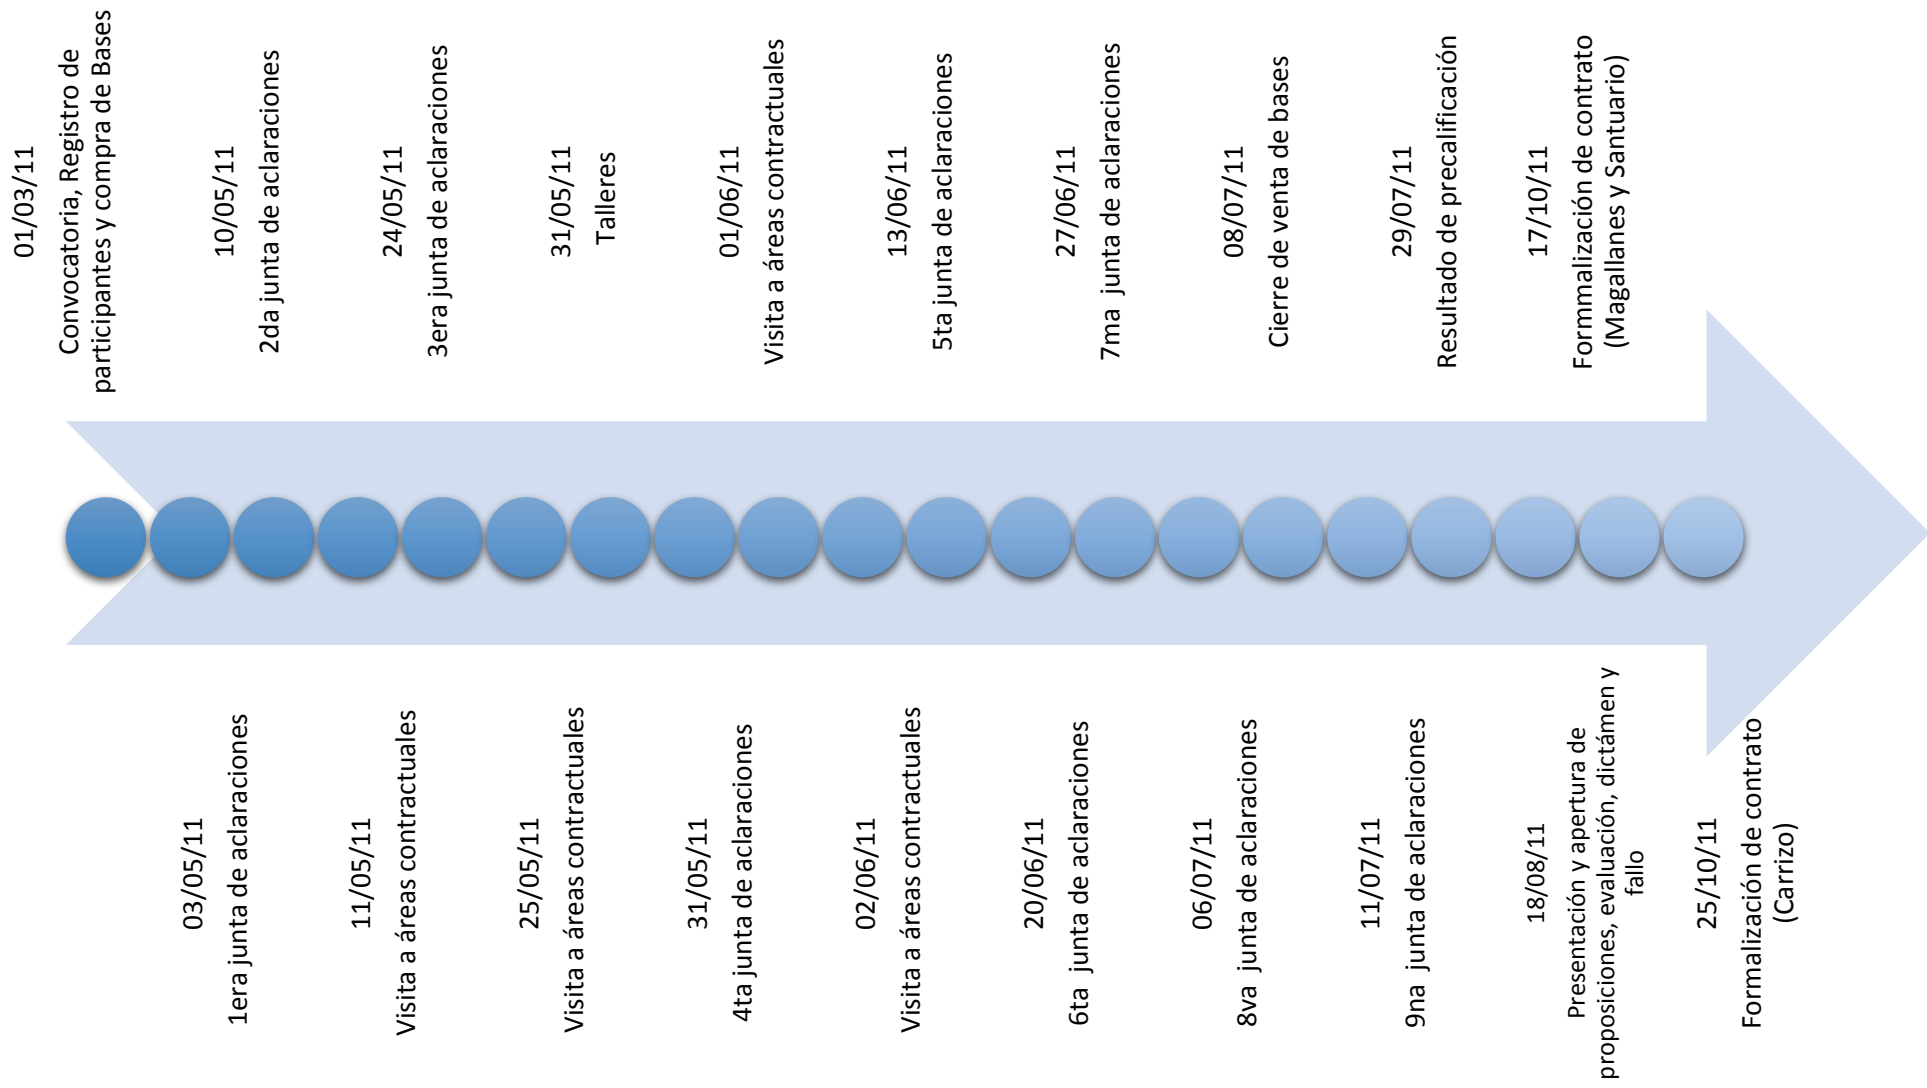 01/03/11
Convocatoria, Registro de
participantes y compra de Bases
03/05/11
1era junta de aclaraciones
10/05/11
2da junta de aclaraciones
11/05/11
Visita a áreas contractuales
24/05/11
3era junta de aclaraciones
25/05/11
Visita a áreas contractuales
31/05/11
Talleres
31/05/11
4ta junta de aclaraciones
01/06/11
Visita a áreas contractuales
02/06/11
Visita a áreas contractuales
13/06/11
5ta junta de aclaraciones
20/06/11
6ta junta de aclaraciones
27/06/11
7ma junta de aclaraciones
06/07/11
8va junta de aclaraciones
08/07/11
Cierre de venta de bases
11/07/11
9na junta de aclaraciones
29/07/11
Resultado de precalificación
18/08/11
Presentación y apertura de
proposiciones, evaluación, dictámen y
fallo
17/10/11
Formmalización de contrato
(Magallanes y Santuario)
25/10/11
Formalización de contrato
(Carrizo)